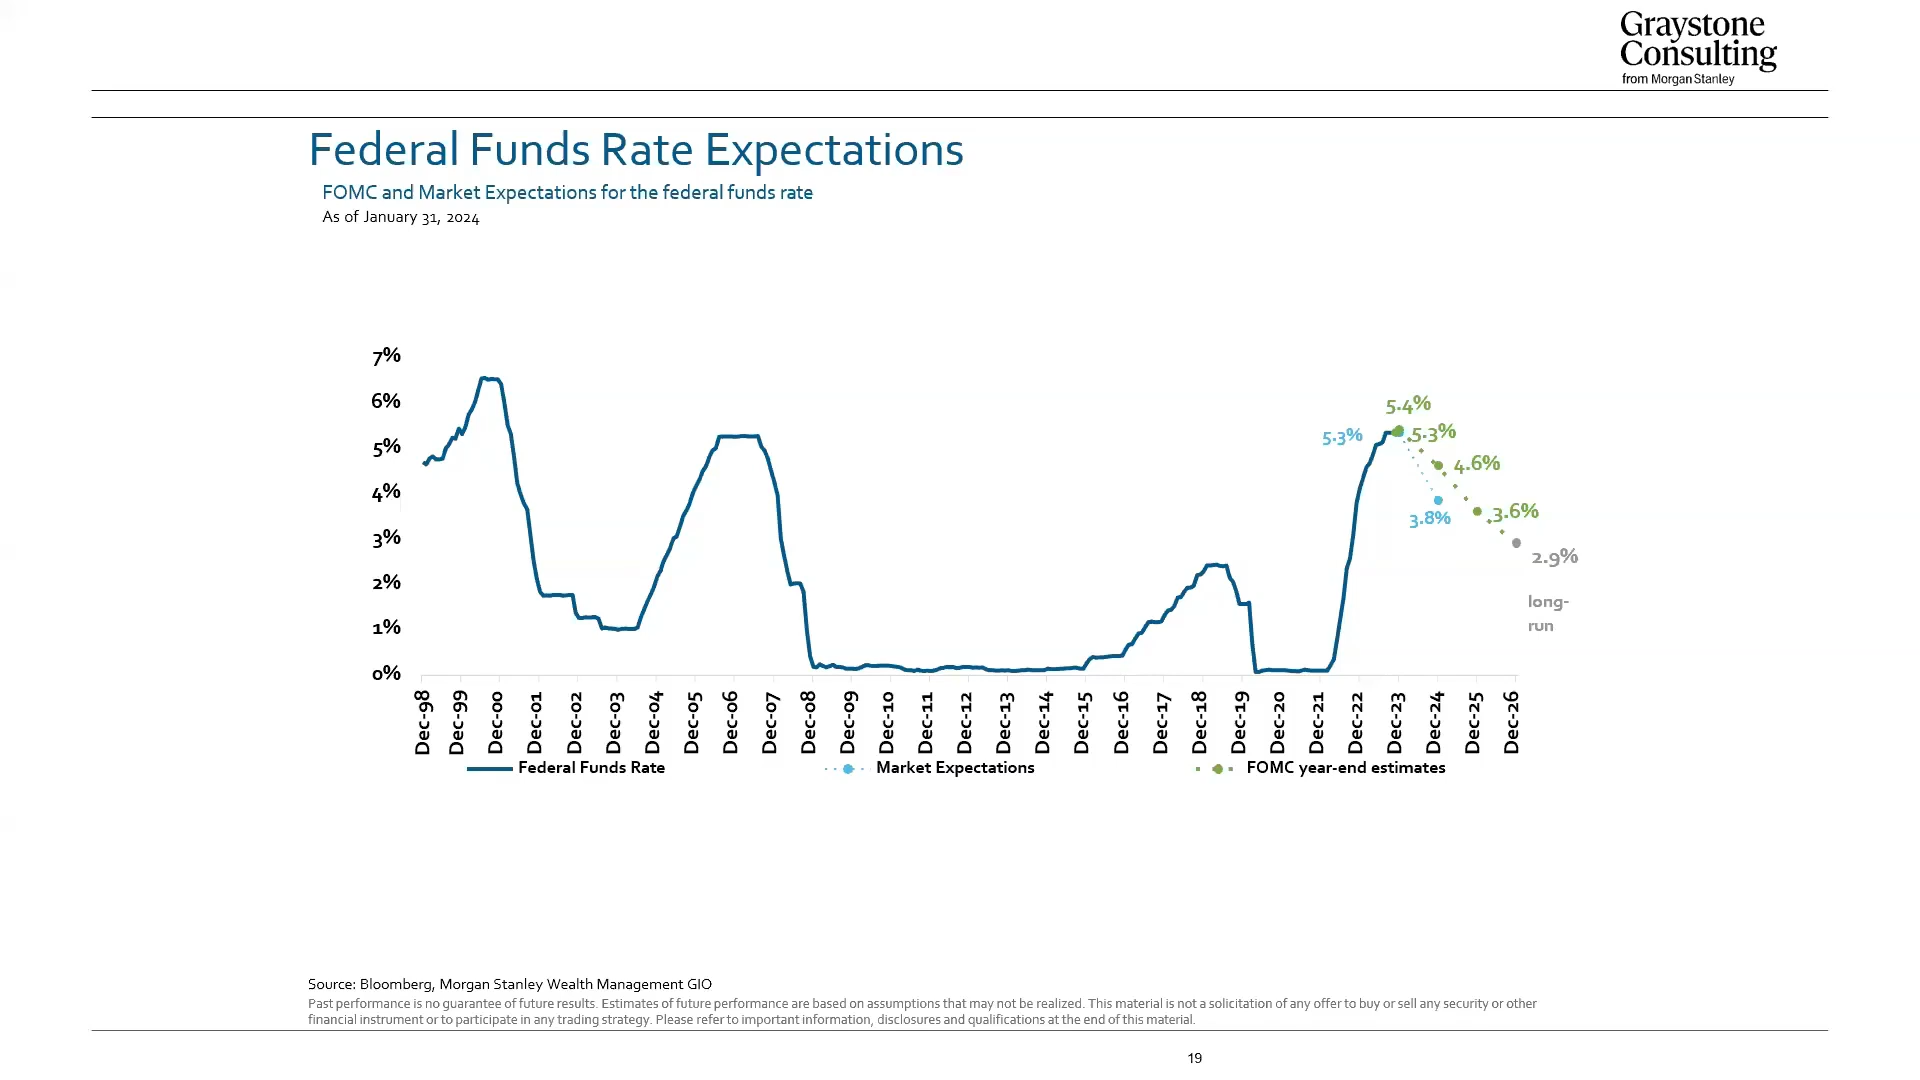 Graystone
Consulting
from Morgan Stanley
Federal Funds Rate Expectations
FOMC and Market Expectations for the federal funds rate
As of January 31, 2024
7%
6%
5%
4%
3%
2%
1%
0%
5.4%
5.3%
5.3%
4.6%
3.8%
3.6%
2.9%
long-
run
Dec-98
Dec-99
Dec-00
Dec-01
Dec-02
Dec-03
Dec-04
Dec-05
Dec-06
Dec-07
Dec-08
Dec-09
Dec-10
Dec-11
Dec-12
Dec-13
Dec-14
Dec-15
Dec-16
Dec-17
Dec-18
Dec-19
Dec-20
Dec-21
Dec-22
Dec-23
Dec-24
Dec-25
Dec-26
Federal Funds Rate
Market Expectations
FOMC year-end estimates
Source: Bloomberg, Morgan Stanley Wealth Management GIO
Past performance is no guarantee of future results. Estimates of future performance are based on assumptions that may not be realized. This material is not a solicitation of any offer to buy or sell any security or other
financial instrument or to participate in any trading strategy. Please refer to important information, disclosures and qualifications at the end of this material.
19